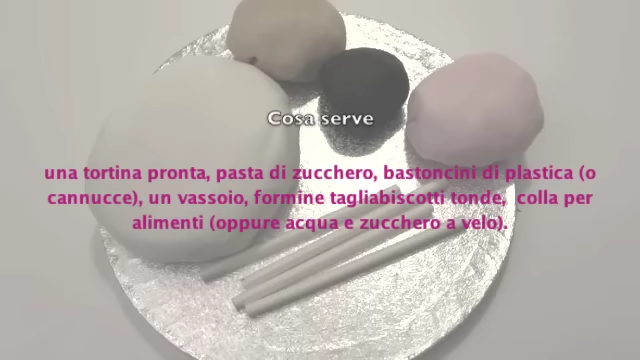 Cosa serve
una tortina pronta, pasta di zucchero, bastoncini di plastica (o
cannucce), un vassoio, formine tagliabiscotti tonde,  colla per
alimenti (oppure acqua e zucchero a velo).